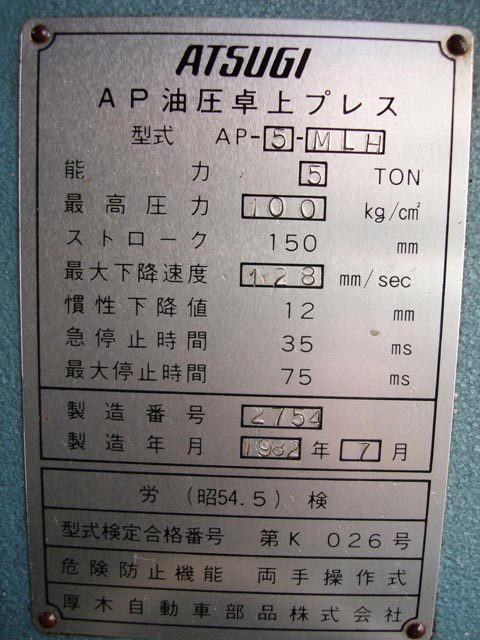 ATSUGI
AP油圧卓上プレス
型式 AP-5-MLH
能力 5 TON
最高圧力 100 kg/cm²
ストローク 150 mm
最大下降速度 128 mm/sec
慣性下降値 12 mm
急停止時間 35 ms
最大停止時間 75 ms
製造番号 2754
製造年月 1982年 7月
労(昭54.5)検
型式検定合格番号 第K 026号
危険防止機能 両手操作式
厚木自動車部品株式会社